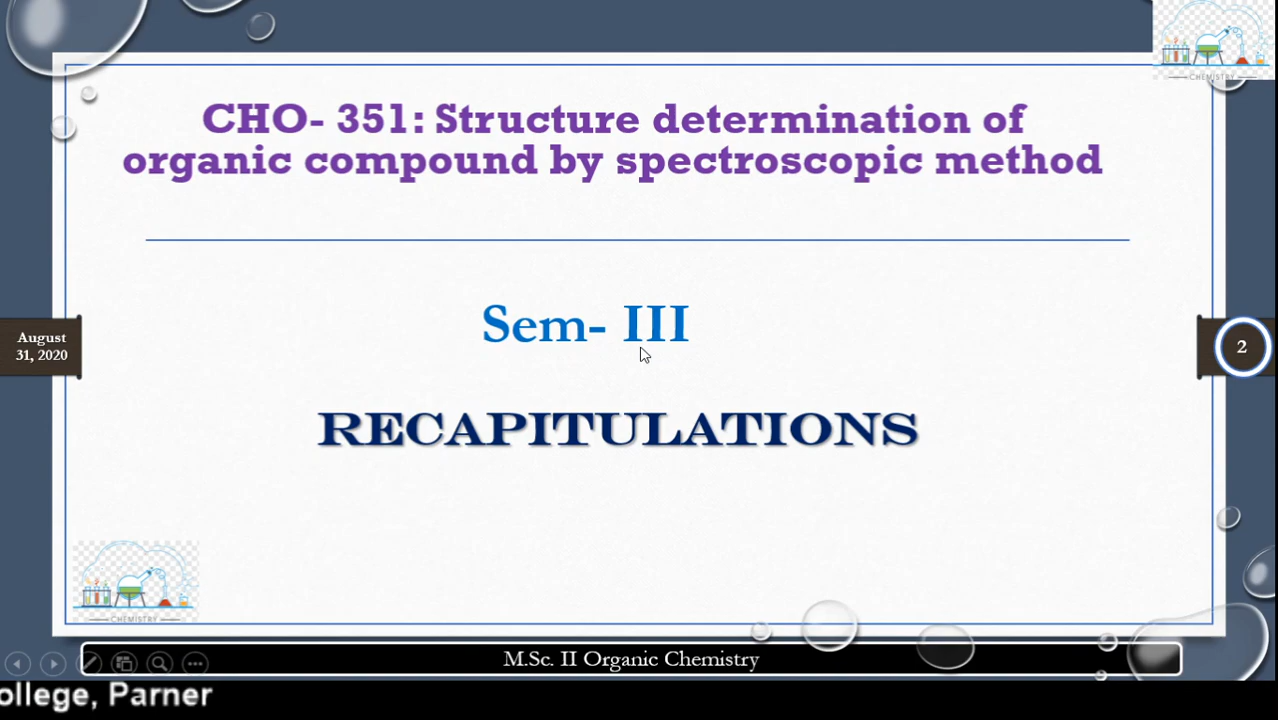 CHO- 351: Structure determination of
organic compound by spectroscopic method
Sem- III
August
31, 2020
2
RECAPITULATIONS
CHEMISTRY
CHEMISTRY
M.Sc. II Organic Chemistry
ollege, Parner